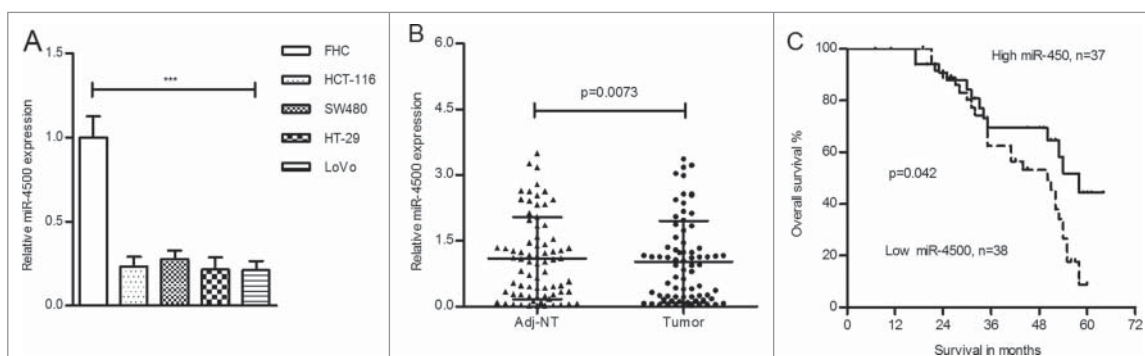 A
Relative miR-4500 expression
1.5
1.0
0.5
0.0
***
FHC
HCT-116
SW480
HT-29
LoVo
B
Relative miR-4500 expression
6.0
4.5
3.0
1.5
0.0
p=0.0073
Adj-NT
Tumor
C
Overall survival %
100
80
60
40
20
0
High miR-450, n=37
p=0.042
Low miR-4500, n=38
0 12 24 36 48 60 72
Survival in months